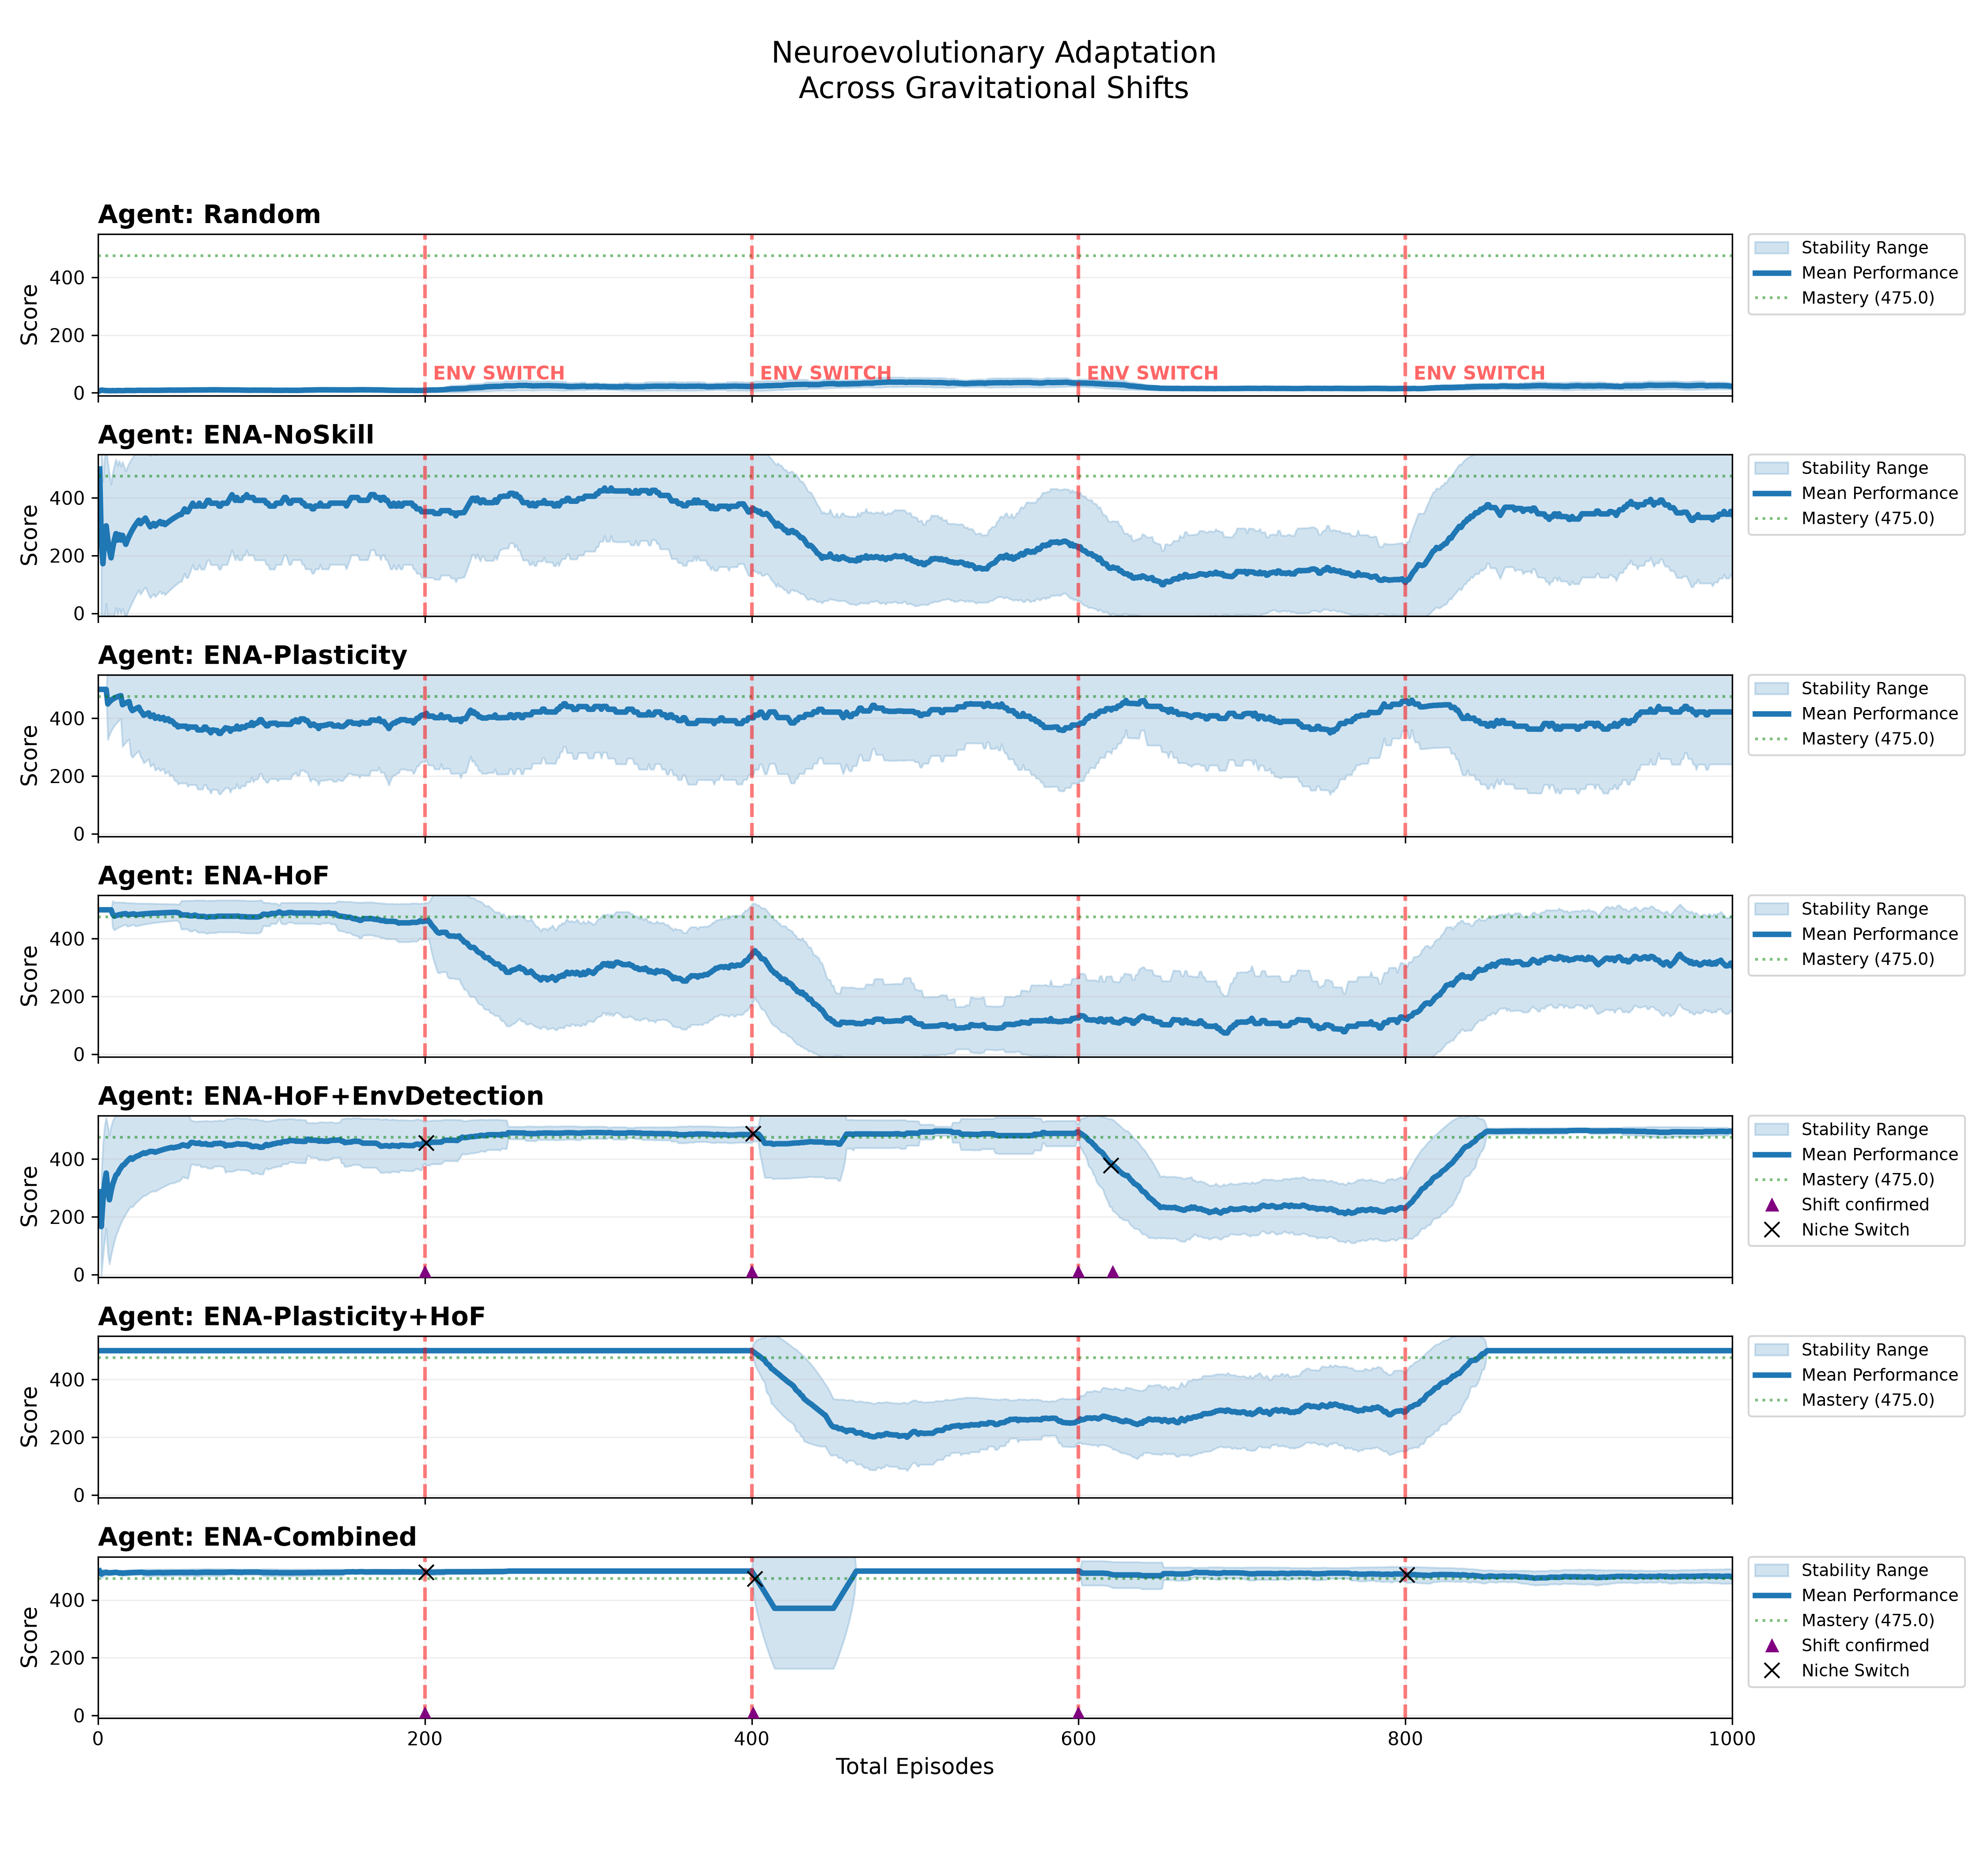 Neuroevolutionary Adaptation
Across Gravitational Shifts
Agent: Random
Score
400
200
0
ENV SWITCH
ENV SWITCH
ENV SWITCH
ENV SWITCH
Stability Range
Mean Performance
Mastery (475.0)
Agent: ENA-NoSkill
Score
400
200
0
Stability Range
Mean Performance
Mastery (475.0)
Agent: ENA-Plasticity
Score
400
200
0
Stability Range
Mean Performance
Mastery (475.0)
Agent: ENA-HoF
Score
400
200
0
Stability Range
Mean Performance
Mastery (475.0)
Agent: ENA-HoF+EnvDetection
Score
400
200
0
Stability Range
Mean Performance
Mastery (475.0)
Shift confirmed
Niche Switch
Agent: ENA-Plasticity+HoF
Score
400
200
0
Stability Range
Mean Performance
Mastery (475.0)
Agent: ENA-Combined
Score
400
200
0
Stability Range
Mean Performance
Mastery (475.0)
Shift confirmed
Niche Switch
0
200
400
600
800
1000
Total Episodes